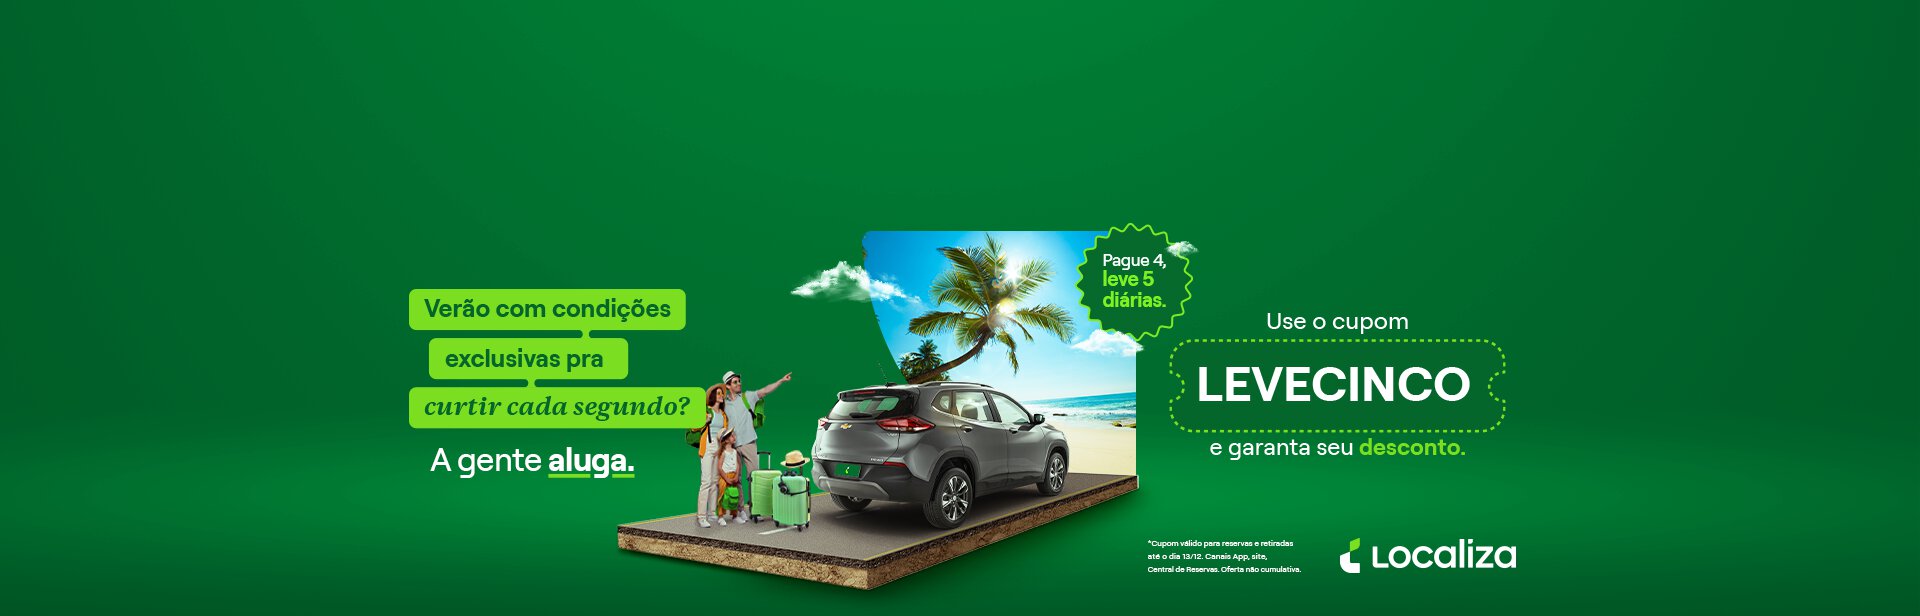 Verão com condições
exclusivas pra
curtir cada segundo?
A gente aluga.
Pague 4,
leve 5
diárias.
Use o cupom
LEVECINCO
e garanta seu desconto.
*Cupom válido para reservas e retiradas
até o dia 13/12. Canais App, site,
Central de Reservas. Oferta não cumulativa.
Localiza